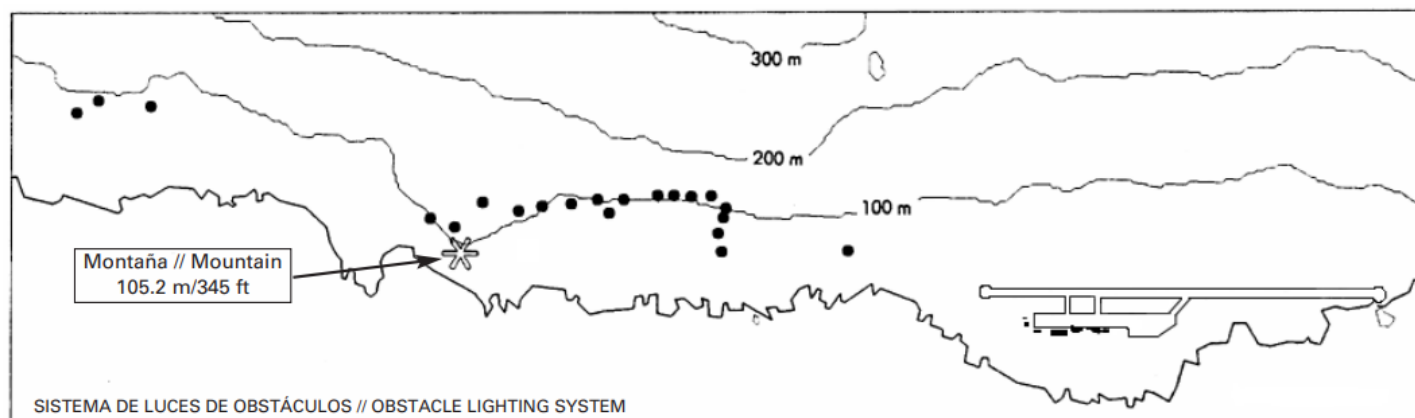 300 m
200 m
100 m
Montaña // Mountain
105.2 m/345 ft
SISTEMA DE LUCES DE OBSTÁCULOS // OBSTACLE LIGHTING SYSTEM